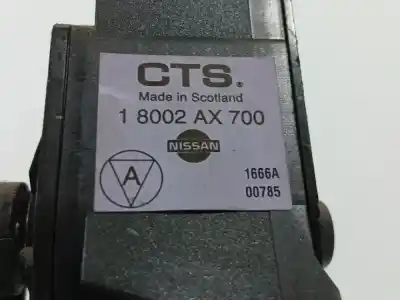 CTS®
Made in Scotland
1 8002 AX 700
NISSAN
A
1666A
00785